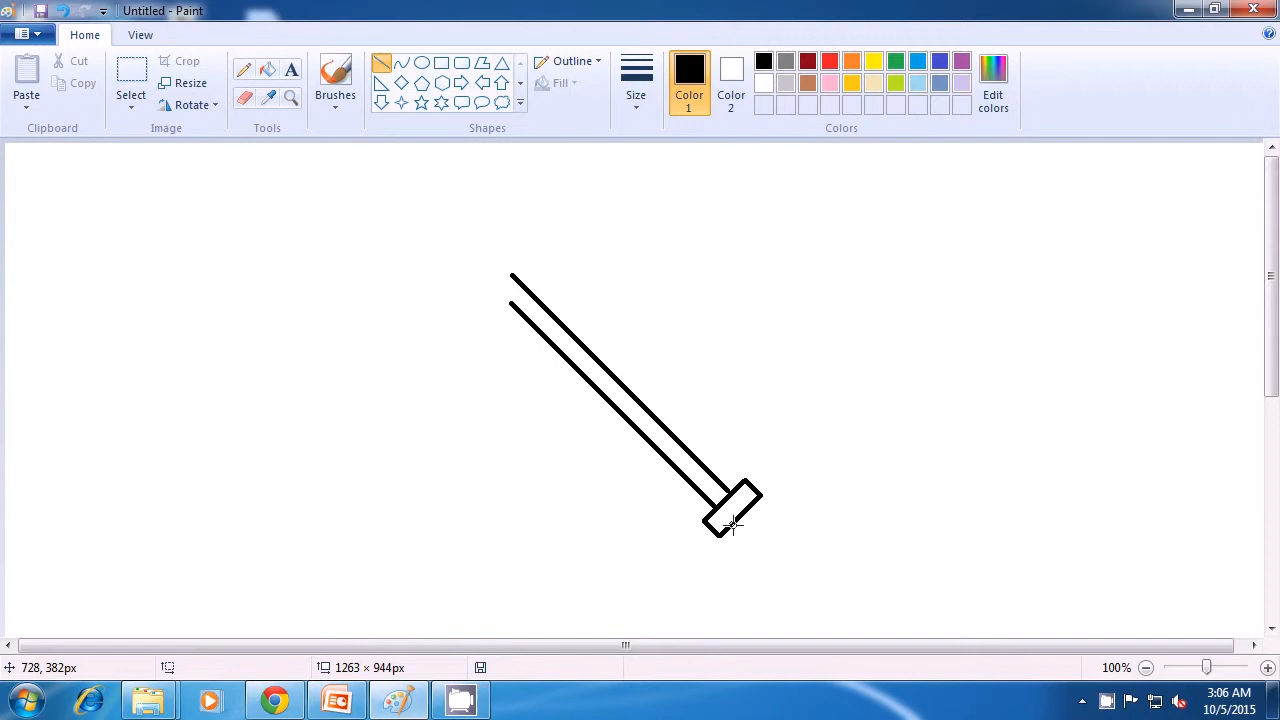 Untitled - Paint
Home View
Paste
Cut
Copy
Clipboard
Select
Crop
Resize
Rotate
Image
A
Tools
Brushes
Outline
Fill
Shapes
Size
Color 1
Color 2
Edit colors
Colors
728, 382px
1263 × 944px
100%
3:06 AM
10/5/2015